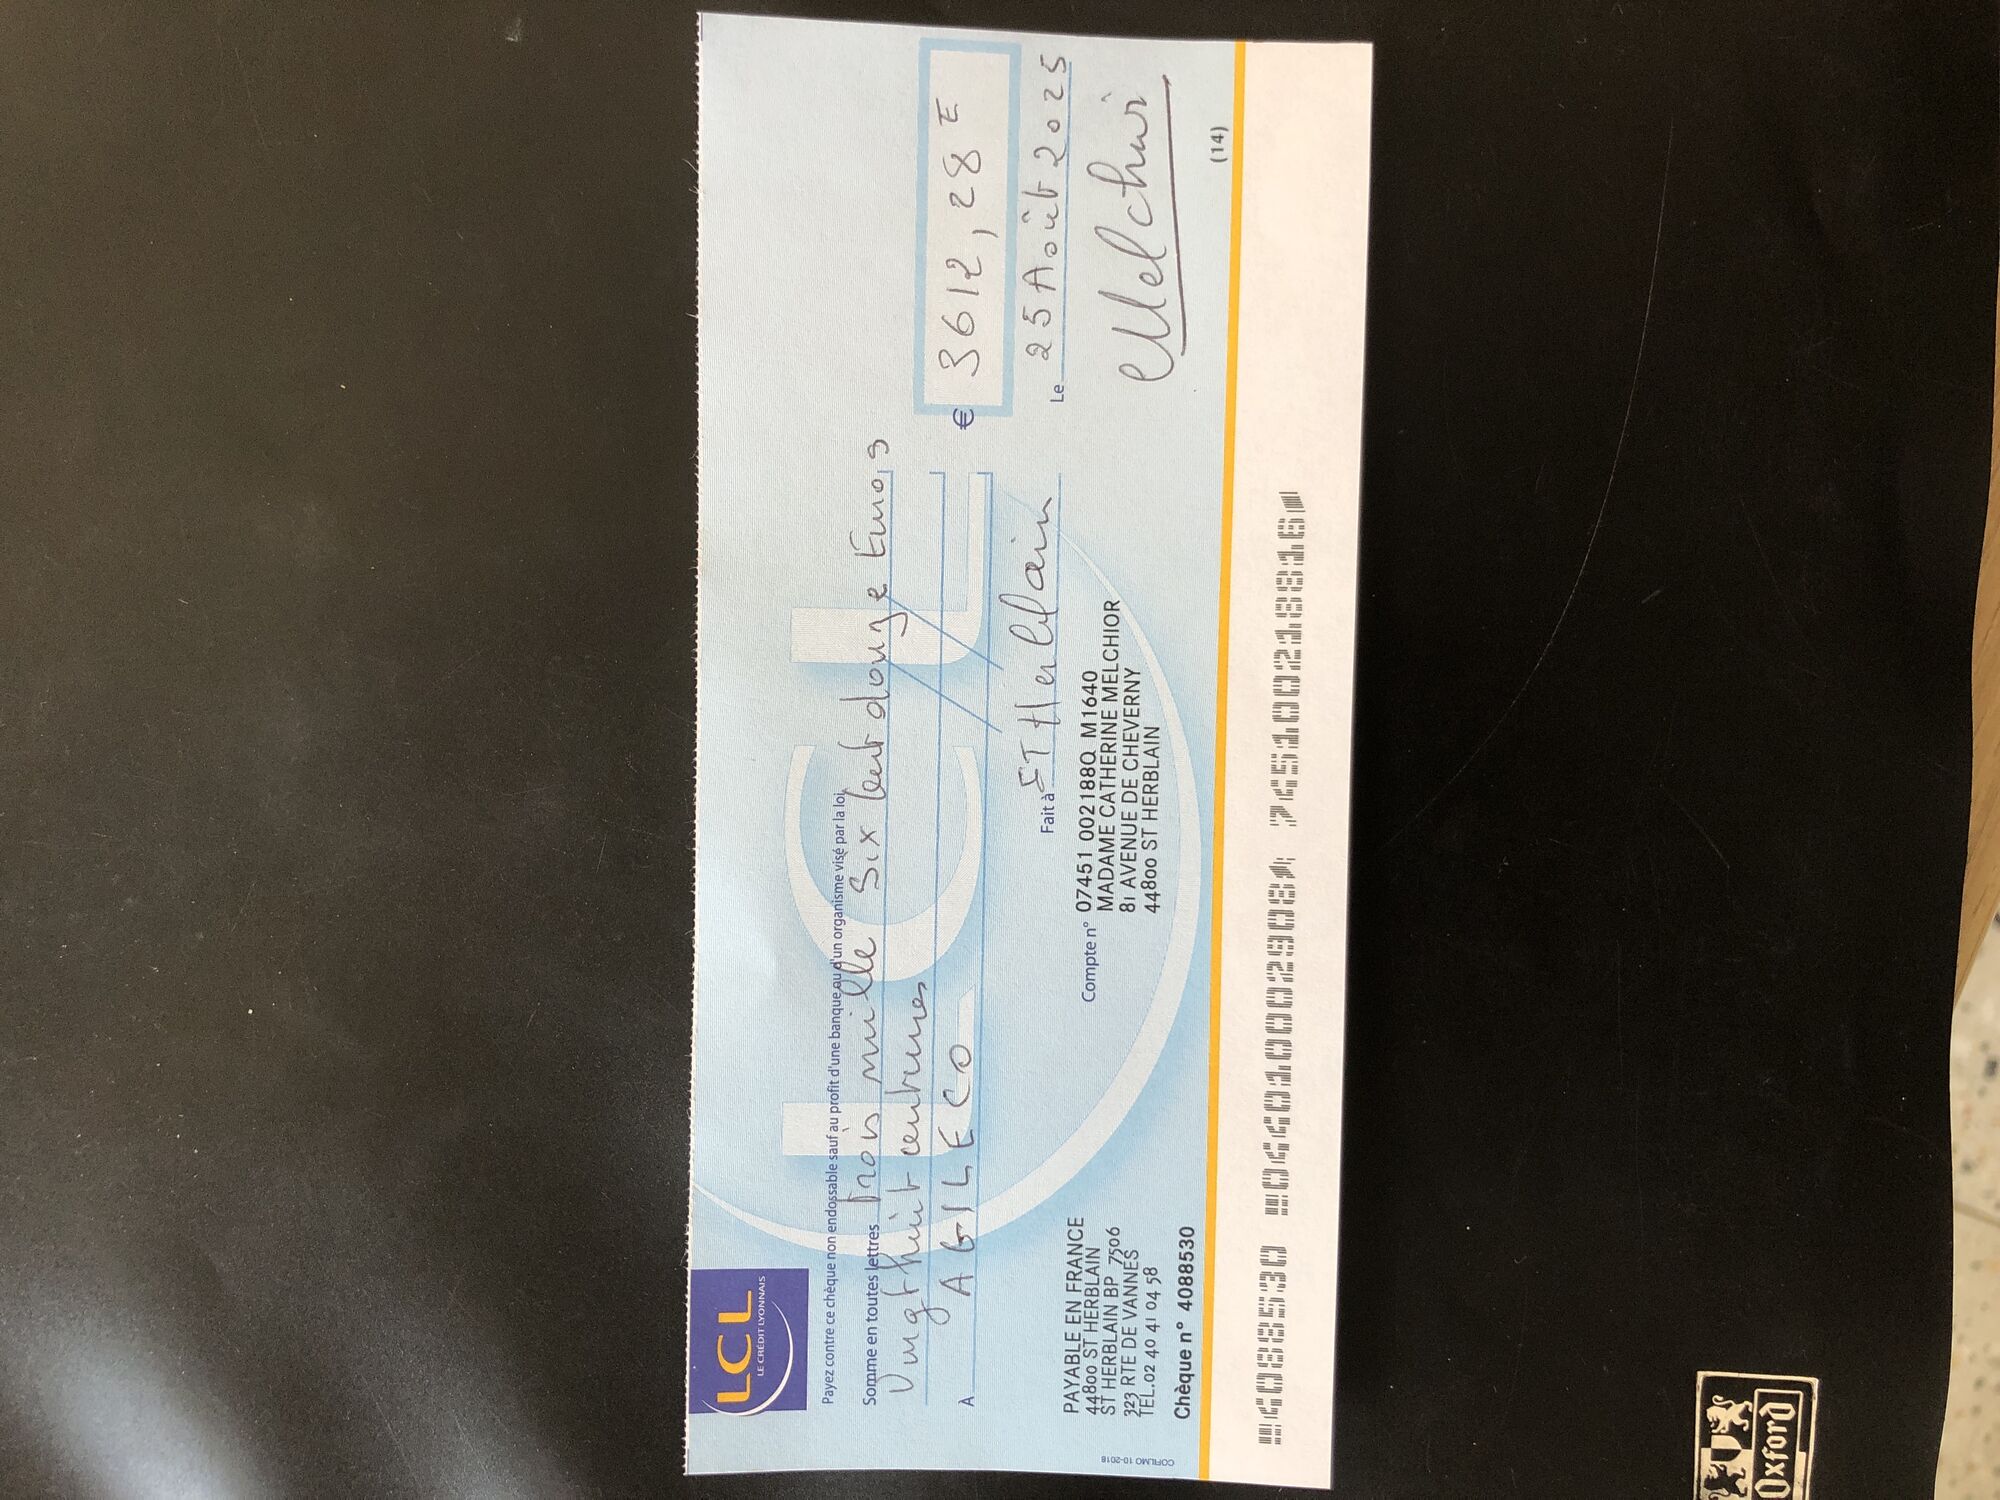 LCL
LE CRÉDIT LYONNAIS
Payez contre ce chèque non endossable sauf au profit d'une banque ou d'un organisme visé par la loi
Somme en toutes lettres trois mille Six cent douze Euros
Vingt huit centimes
€ 3612,28 E
A AGILECO
Le 25 Août 2025
Fait à ST Herblain
Melchior
PAYABLE EN FRANCE
44800 ST HERBLAIN
ST HERBLAIN BP 7506
323 RTE DE VANNES
TEL.02 40 41 04 58
Compte n° 07451 002188Q M1640
MADAME CATHERINE MELCHIOR
81 AVENUE DE CHEVERNY
44800 ST HERBLAIN
Chèque n° 4088530
(14)
COFILMO 10-2018
4088530
Oxford